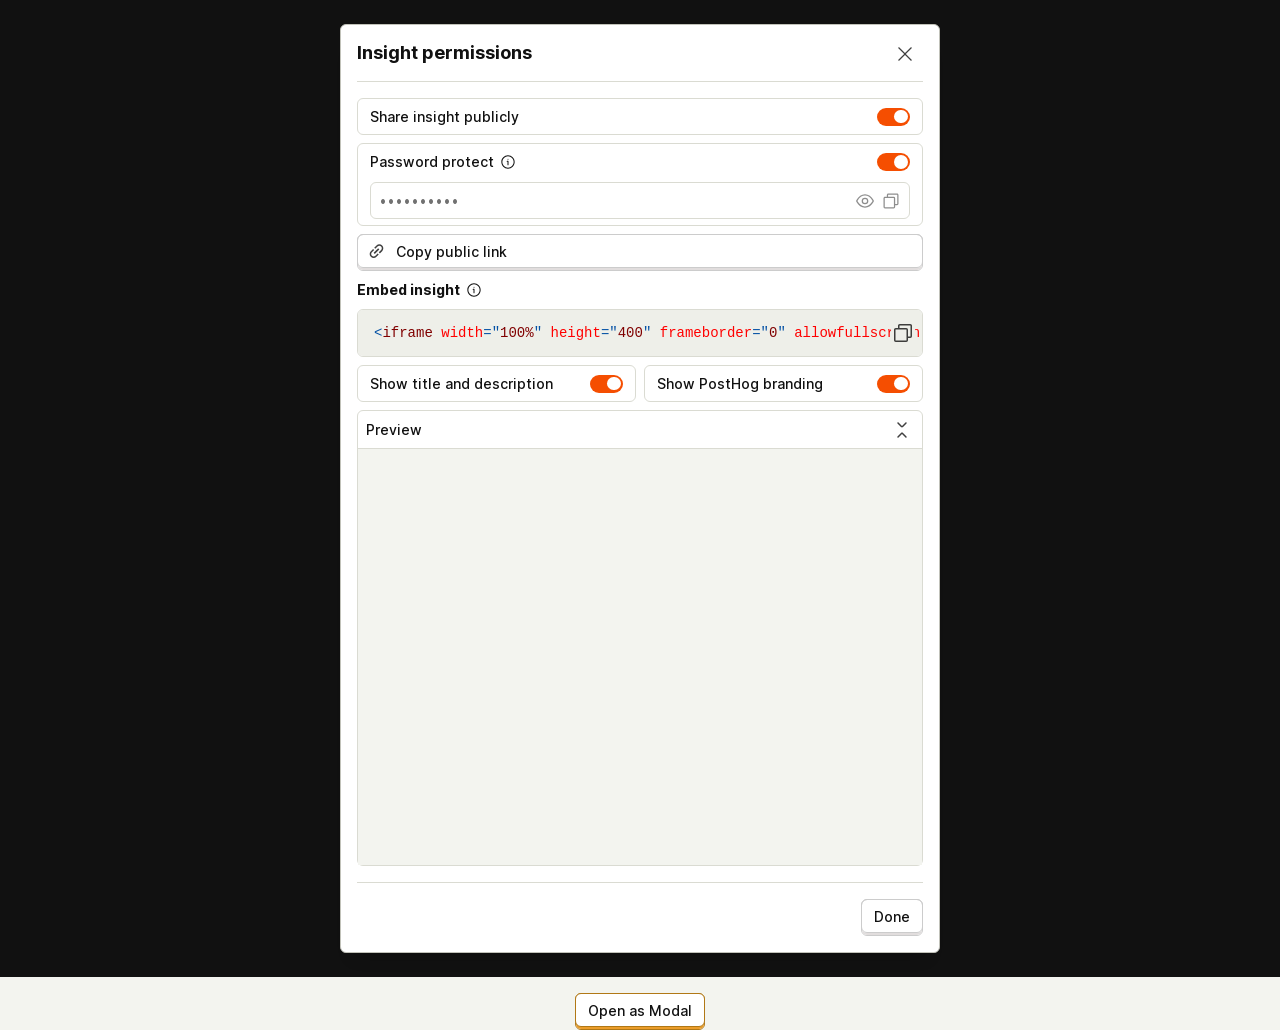 Insight permissions
Share insight publicly
Password protect
••••••••••
Copy public link
Embed insight
<iframe width="100%" height="400" frameborder="0" allowfullscr
Show title and description
Show PostHog branding
Preview
Done
Open as Modal